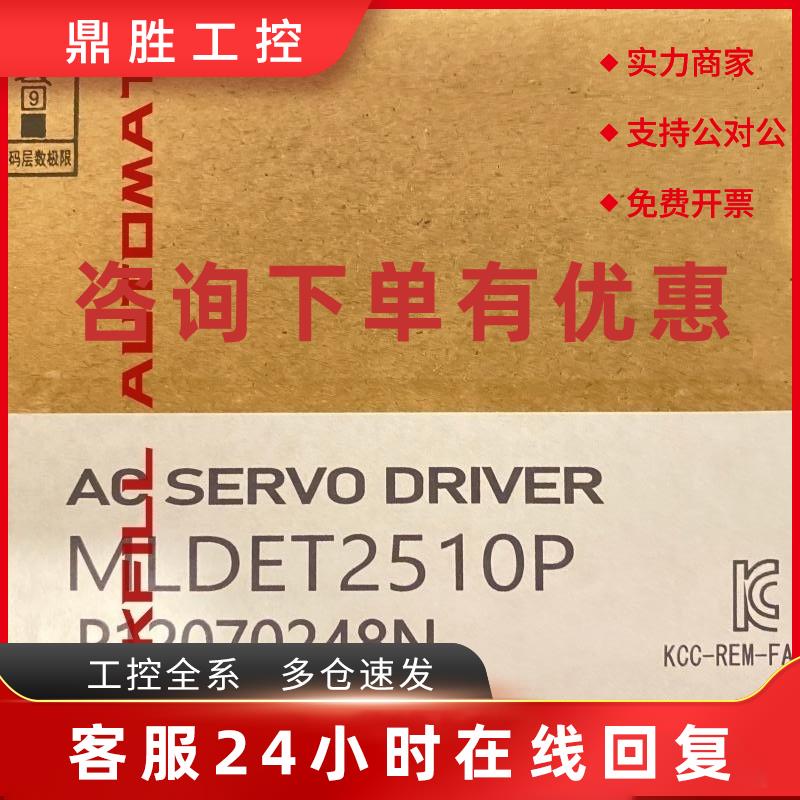 鼎胜工控
◆ 实力商家
◆ 支持公对公
◆ 免费开票
9
码层数极限
咨询下单有优惠
AC SERVO DRIVER
MLDET2510P
P12070248N
KCC-REM-FA
工控全系 多仓速发
客服24小时在线回复